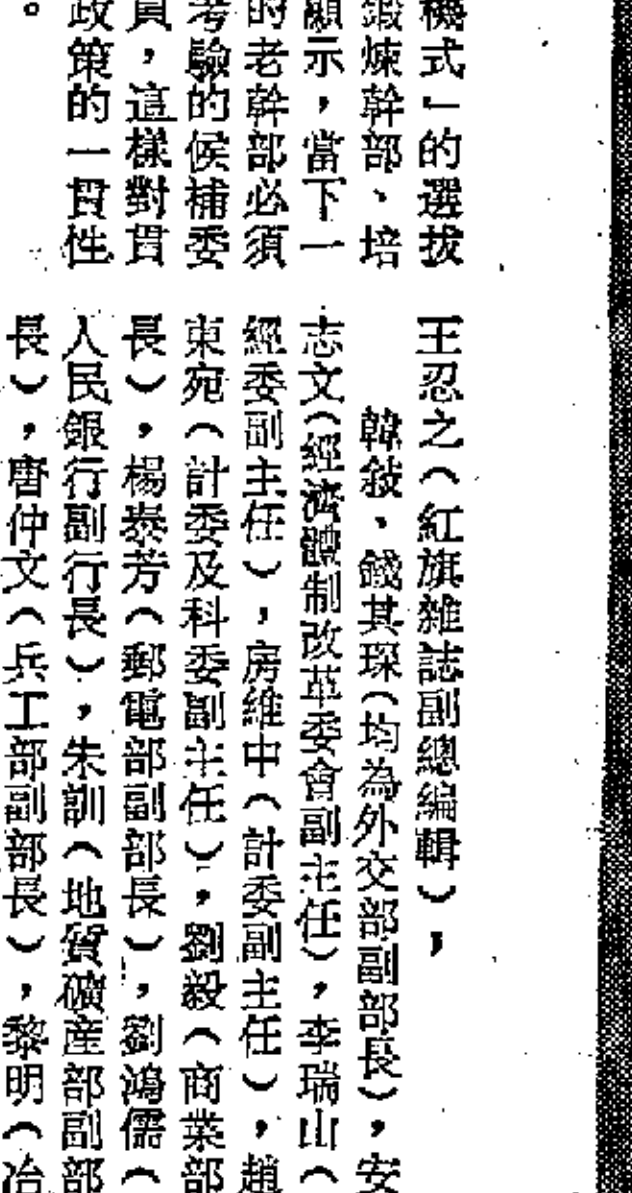 機式」的選拔
鍛煉幹部、培
顯示，當下一
的老幹部必須
考驗的候補委
員，這樣對貫
政策的一貫性
。
王忍之（紅旗雜誌副總編輯），
韓敍、錢其琛（均為外交部副部長），安
志文（經濟體制改革委會副主任），李瑞山（
經委副主任），房維中（計委副主任），趙
東宛（計委及科委副主任），劉毅（商業部
長），楊泰芳（郵電部副部長），劉鴻儒（
人民銀行副行長），朱訓（地質礦產部副部
長），唐仲文（兵工部副部長），黎明（冶